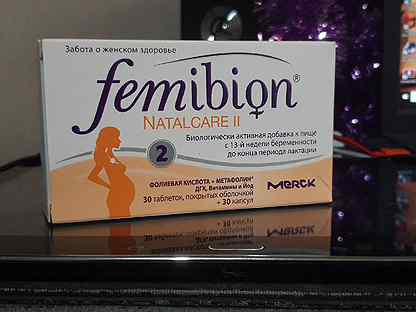 Забота о женском здоровье
femibion®
NATALCARE II
Биологически активная добавка к пище
с 13-й недели беременности
до конца периода лактации
2
ФОЛИЕВАЯ КИСЛОТА + МЕТАФОЛИН®
ДГК, Витамины и Йод
30 таблеток, покрытых оболочкой
+ 30 капсул
MERCK